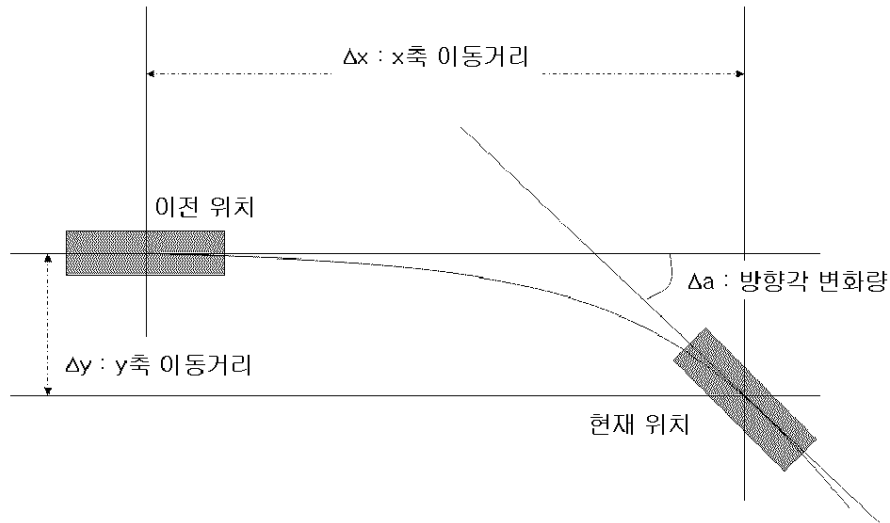 Δx : x축 이동거리
이전 위치
Δa : 방향각 변화량
Δy : y축 이동거리
현재 위치